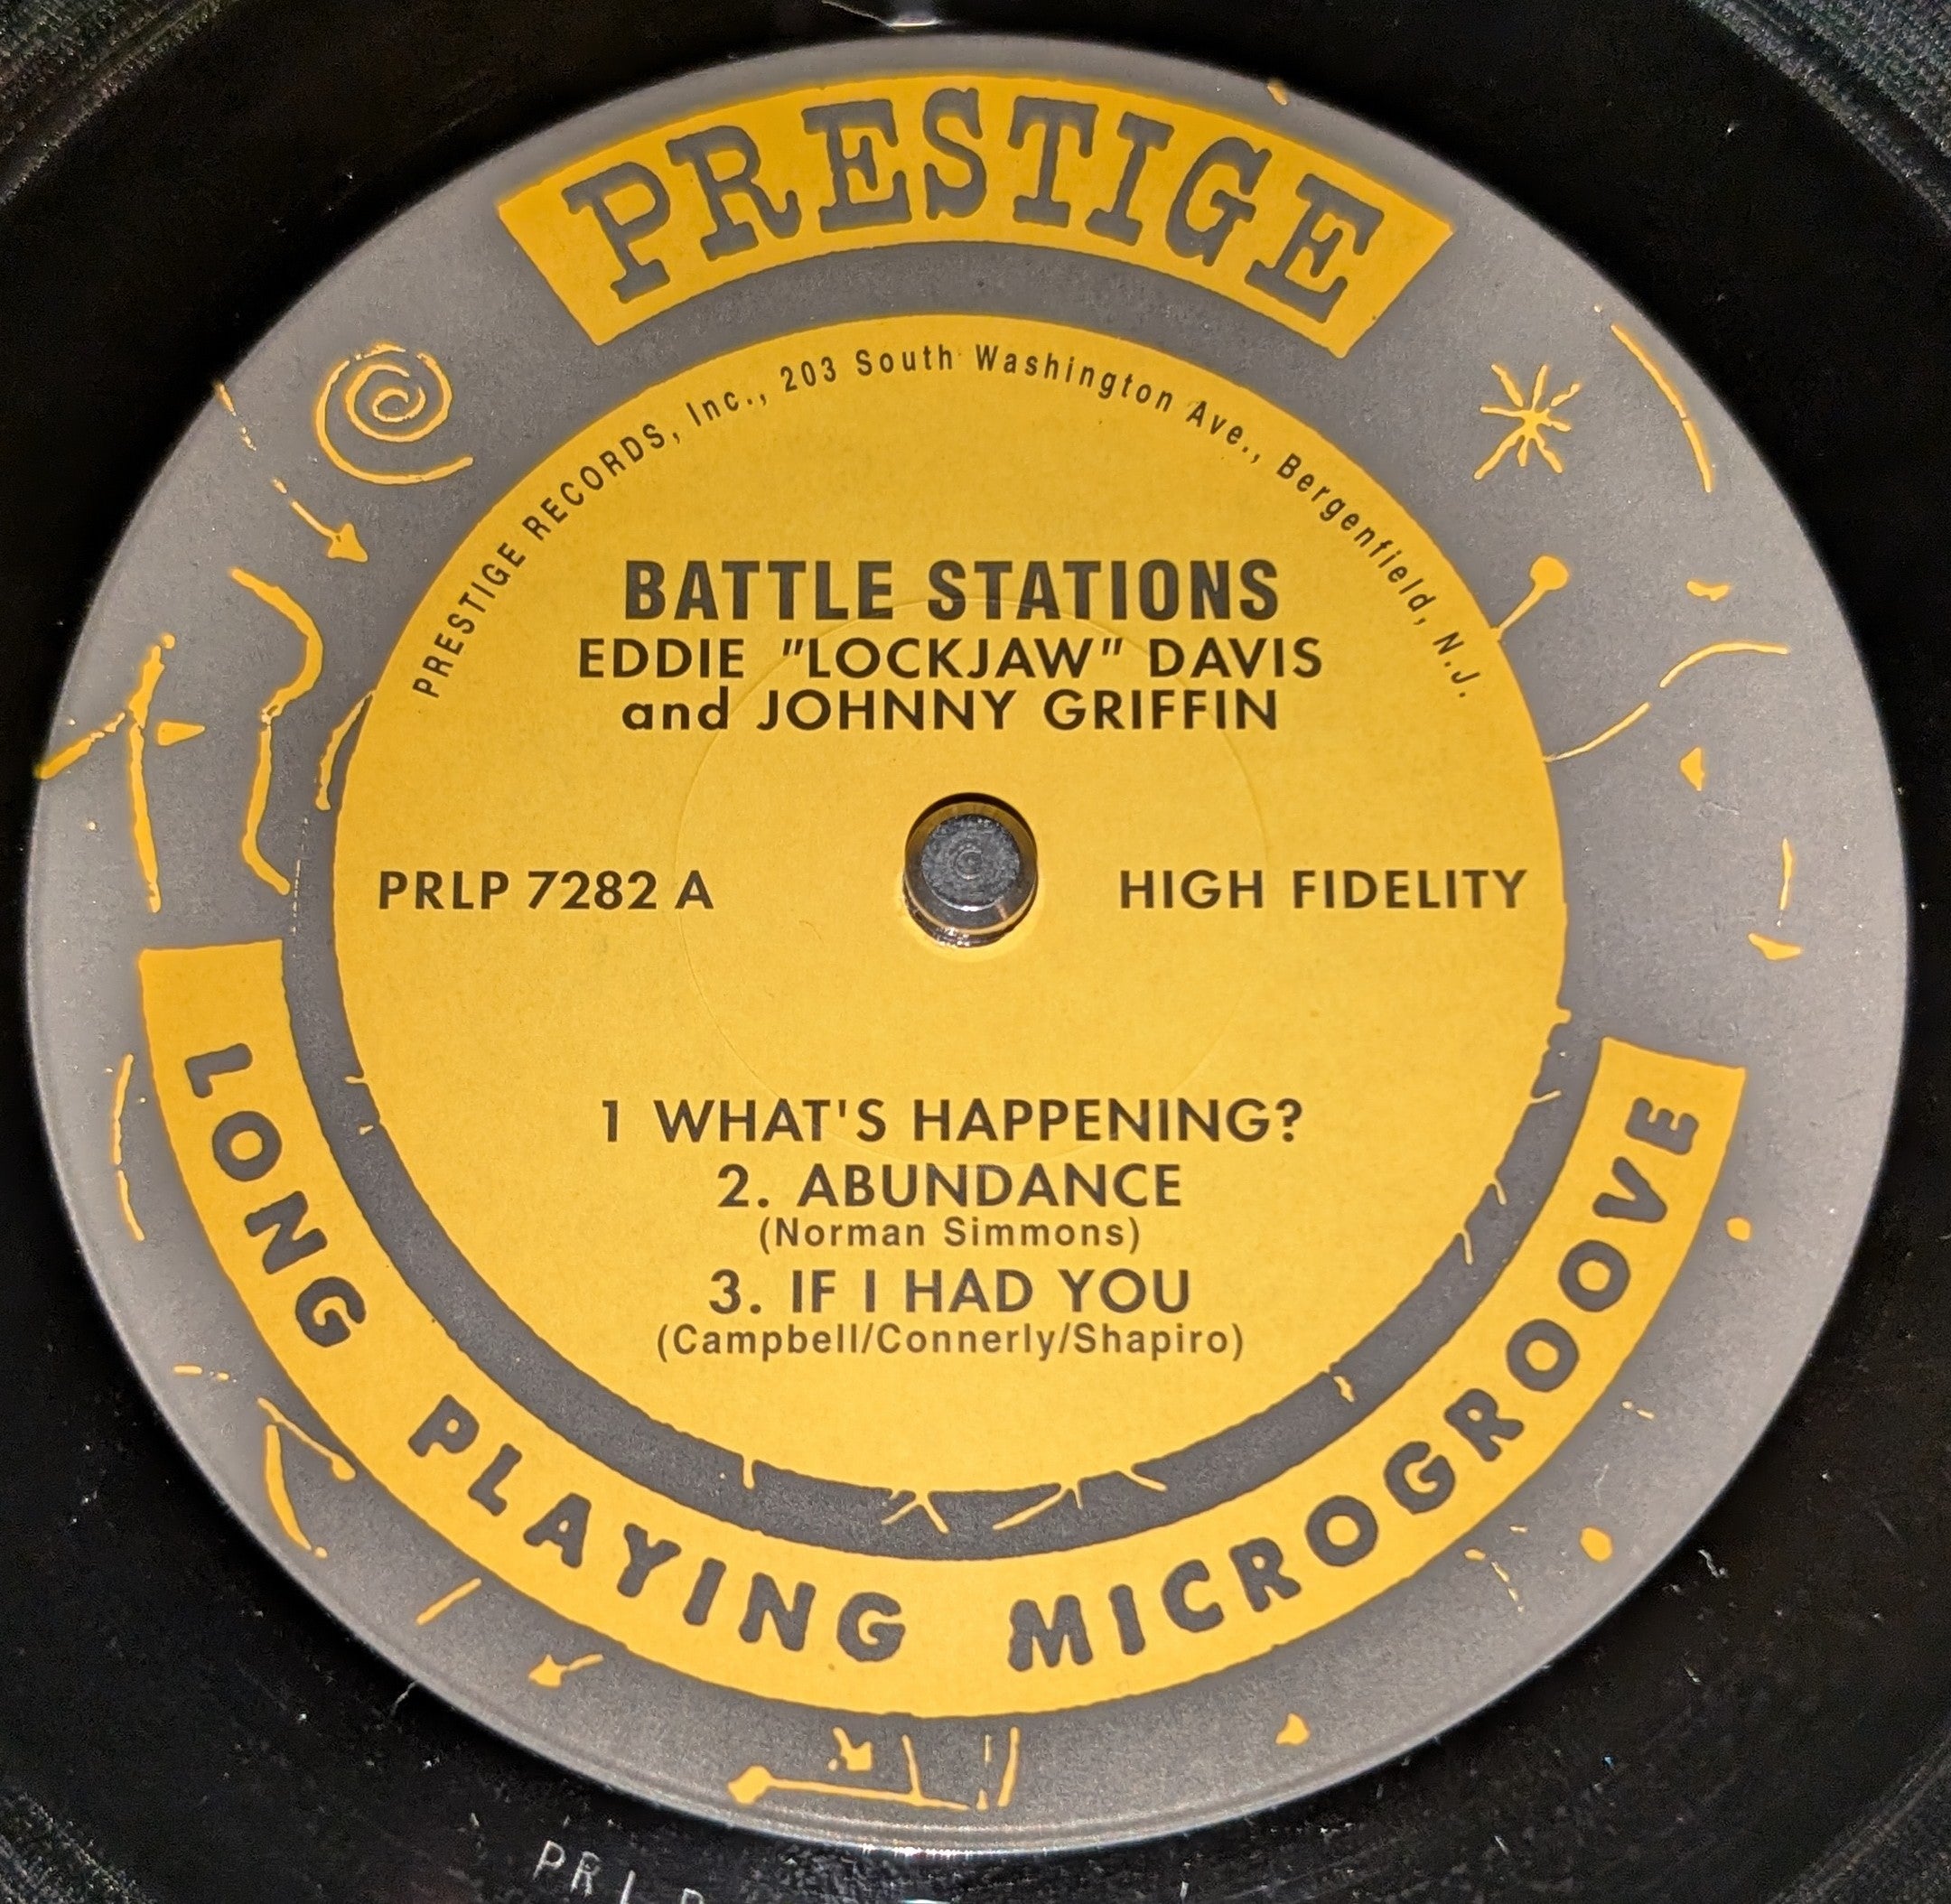 PRESTIGE
PRESTIGE RECORDS, Inc., 203 South Washington Ave., Bergenfield, N.J.
BATTLE STATIONS
EDDIE "LOCKJAW" DAVIS
and JOHNNY GRIFFIN
PRLP 7282 A
HIGH FIDELITY
1 WHAT'S HAPPENING?
2. ABUNDANCE
(Norman Simmons)
3. IF I HAD YOU
(Campbell/Connerly/Shapiro)
LONG PLAYING MICROGROOVE